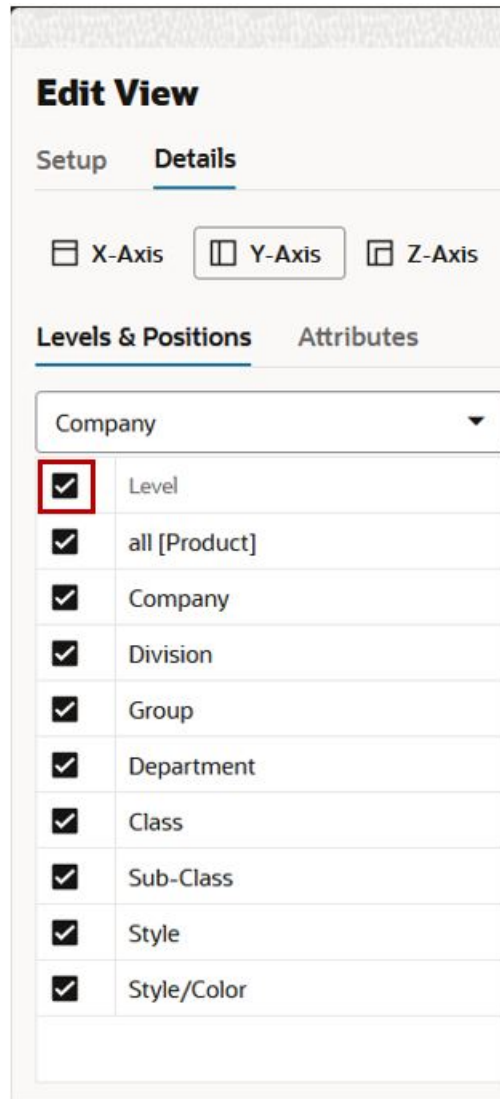 Edit View
Setup Details
X-Axis Y-Axis Z-Axis
Levels & Positions Attributes
Company
Level
all [Product]
Company
Division
Group
Department
Class
Sub-Class
Style
Style/Color